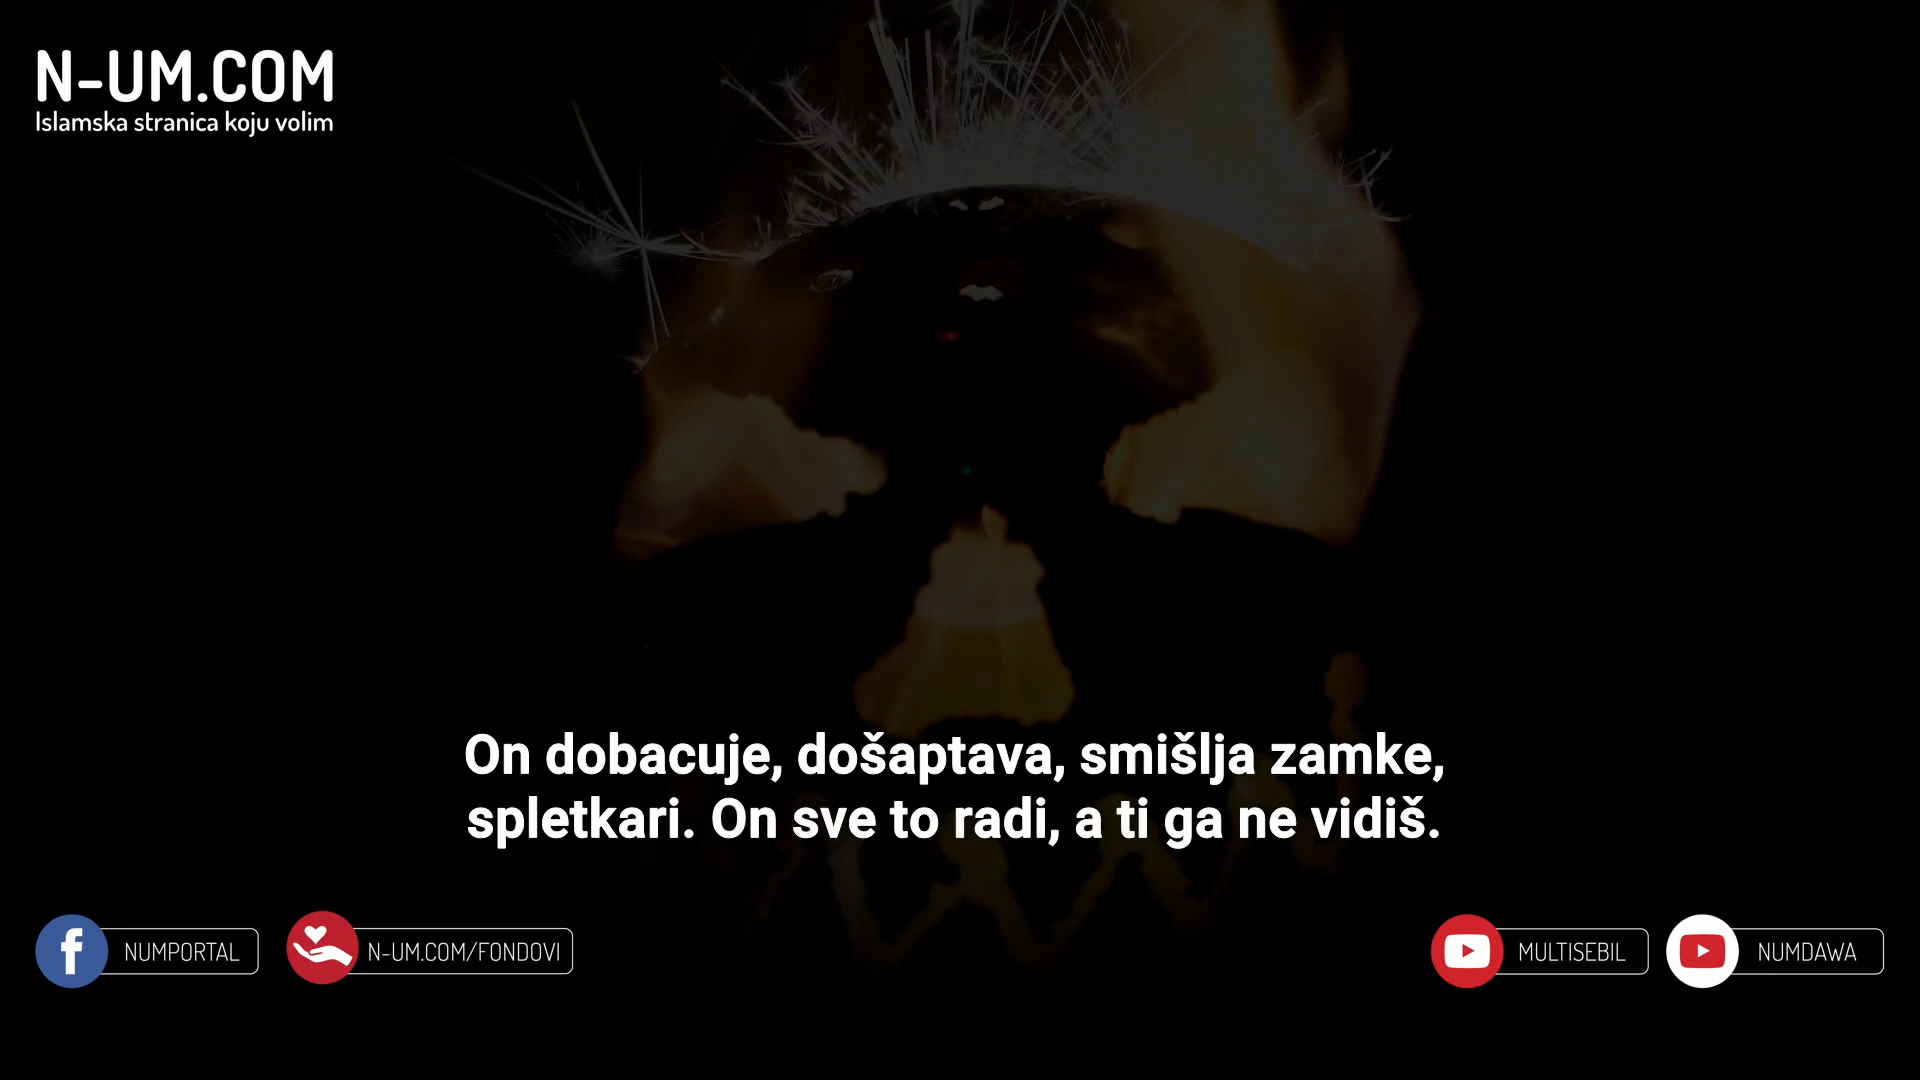 N-UM.COM
Islamska stranica koju volim
On dobacuje, došaptava, smišlja zamke,
spletkari. On sve to radi, a ti ga ne vidiš.
NUMPORTAL
N-UM.COM/FONDOVI
MULTISEBIL
NUMDAWA